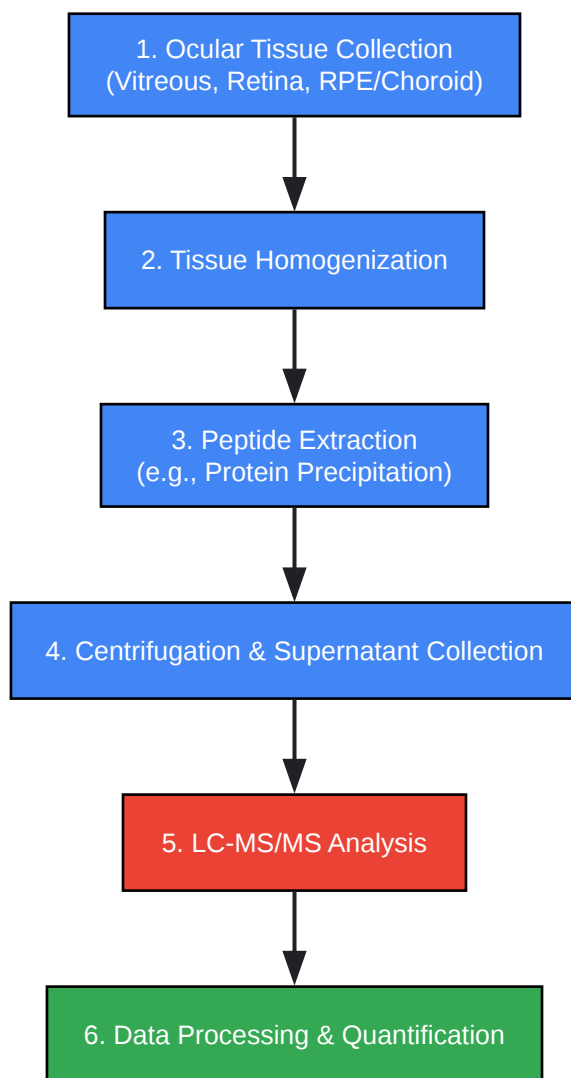 1. Ocular Tissue Collection
(Vitreous, Retina, RPE/Choroid)
2. Tissue Homogenization
3. Peptide Extraction
(e.g., Protein Precipitation)
4. Centrifugation & Supernatant Collection
5. LC-MS/MS Analysis
6. Data Processing & Quantification